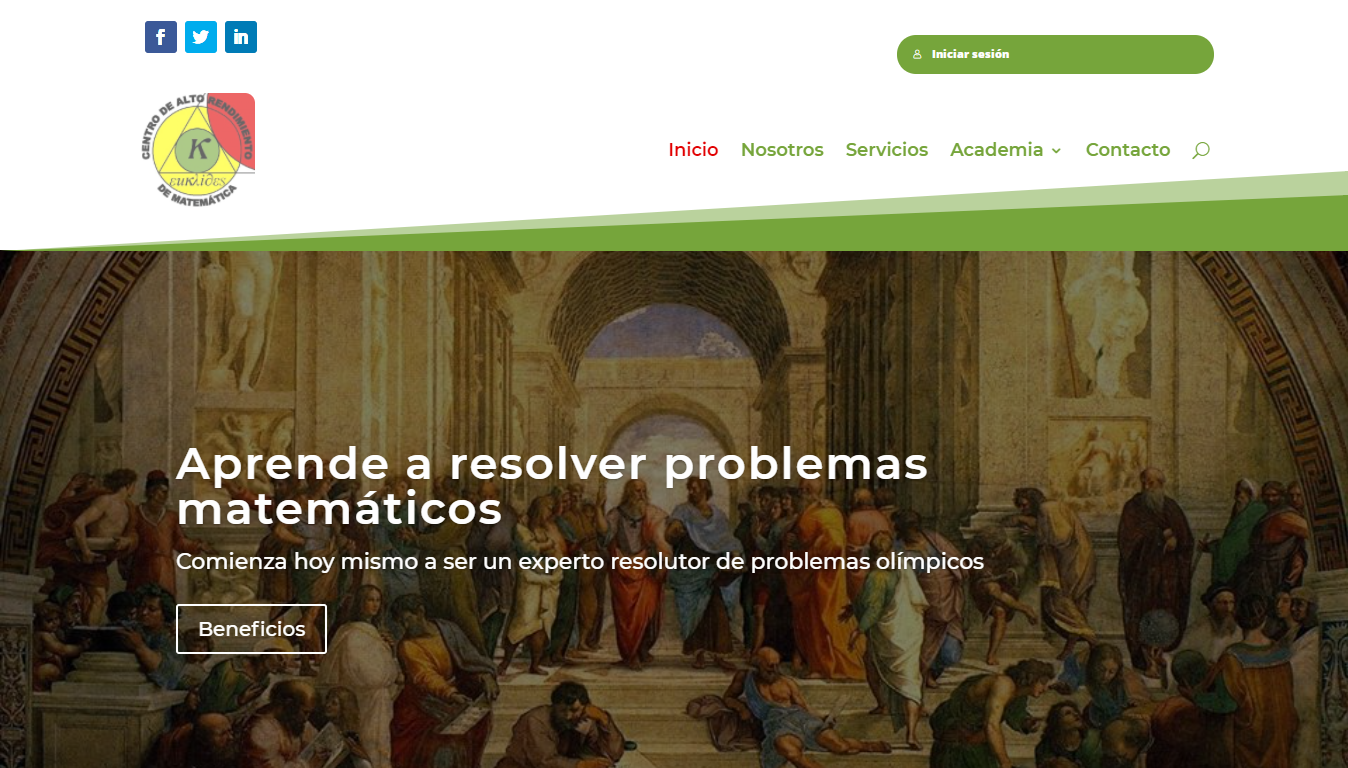 Iniciar sesión
CENTRO DE ALTO RENDIMIENTO
K
ευκλίδες
DE MATEMÁTICA
Inicio
Nosotros
Servicios
Academia
Contacto
Aprende a resolver problemas
matemáticos
Comienza hoy mismo a ser un experto resolutor de problemas olímpicos
Beneficios